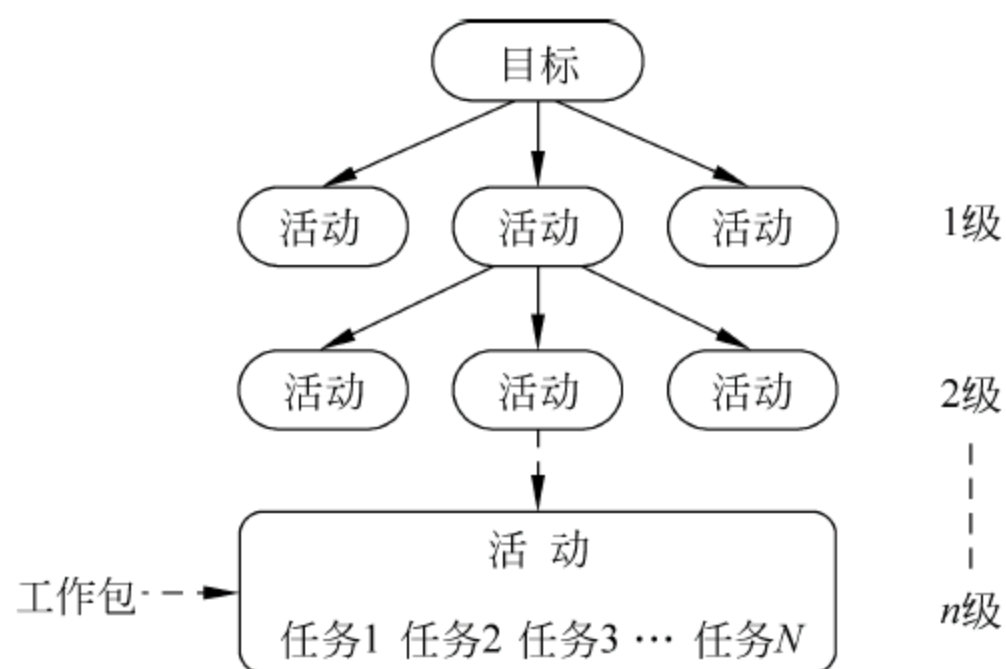 目标
活动 活动 活动 1级
活动 活动 活动 2级
活 动
工作包
任务1 任务2 任务3 … 任务N
n级